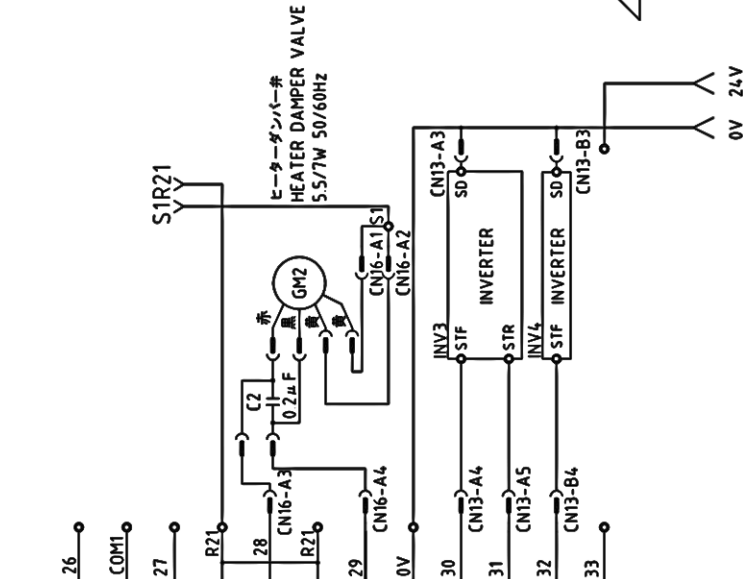 ヒーターダンパー弁
HEATER DAMPER VALVE
5.5/7W 50/60Hz
24V
0V
S1R21
CN13-A3
CN13-B3
SD
SD
S1
CN16-A1
CN16-A2
GM2
赤
黒
黄
黄
INVERTER
INVERTER
INV3
STF
STR
INV4
STF
C2
0.2μF
CN16-A3
CN16-A4
CN13-A4
CN13-A5
CN13-B4
26
COM1
27
R21
28
R21
29
0V
30
31
32
33